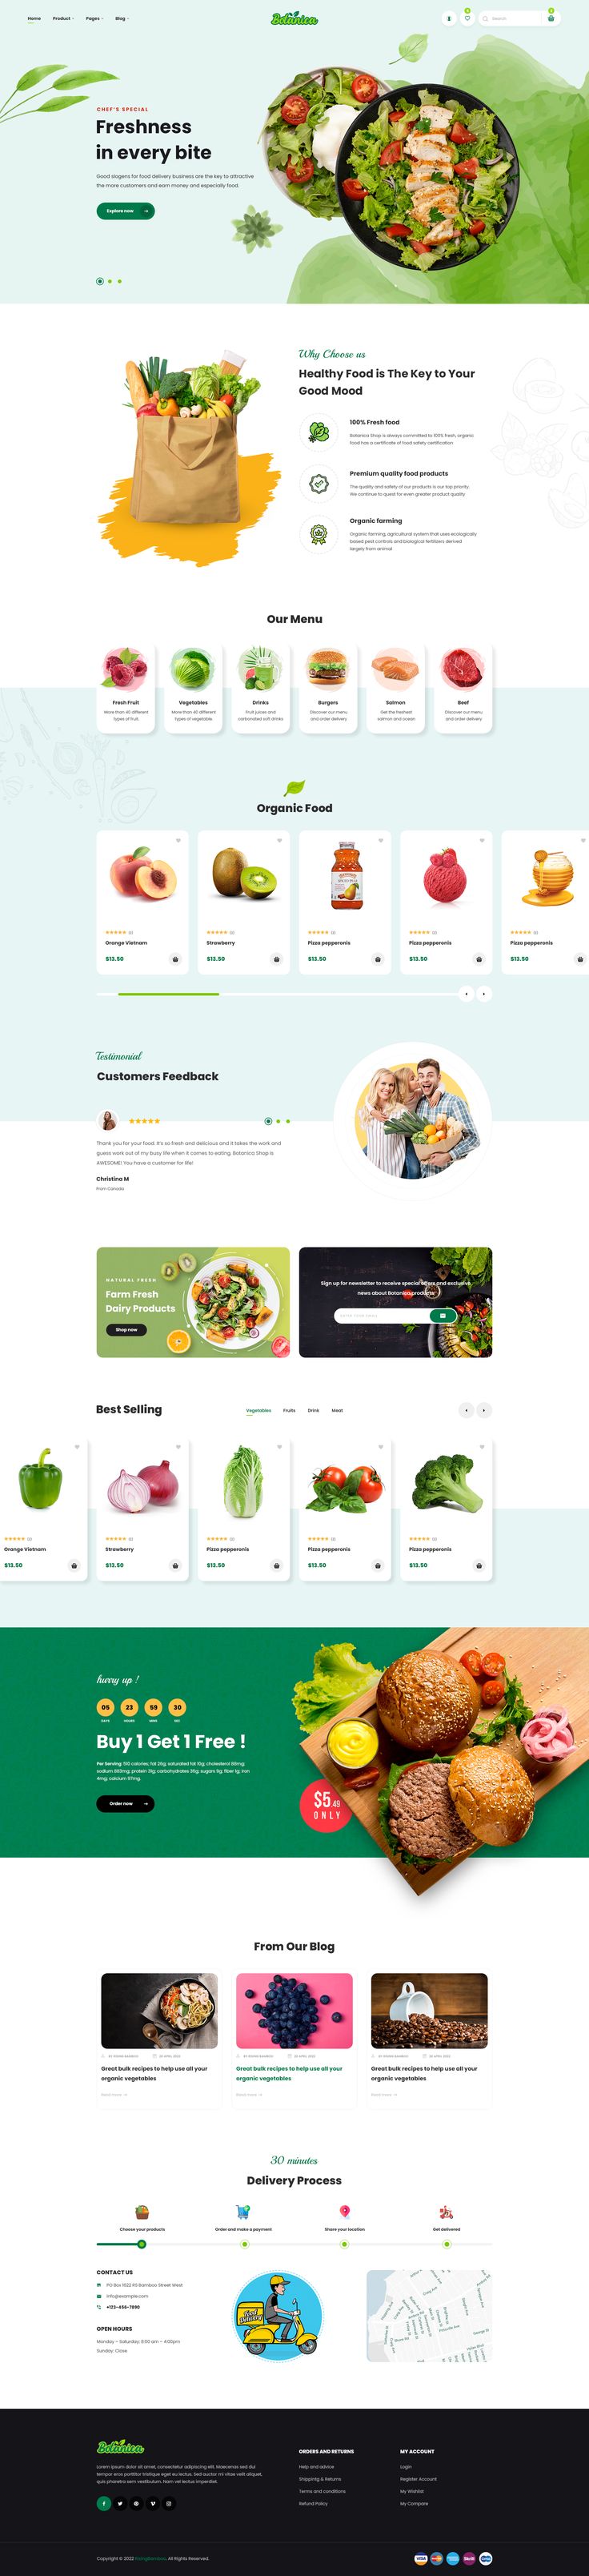 Home Product Pages Blog
Botanica
Search
CHEF'S SPECIAL
Freshness
in every bite
Good slogans for food delivery business are the key to attractive
the more customers and earn money and especially food.
Explore now
Why Choose us
Healthy Food is The Key to Your
Good Mood
100% Fresh food
Botanica Shop is always committed to 100% fresh, organic
food has a certificate of food safety certification
Premium quality food products
The quality and safety of our products is our top priority.
We continue to quest for even greater product quality
Organic farming
Organic farming, agricultural system that uses ecologically
based pest controls and biological fertilizers derived
largely from animal
Our Menu
Fresh Fruit
More than 40 different
types of fruit
Vegetables
More than 40 different
types of vegetable
Drinks
Fruit juices and
carbonated soft drinks
Burgers
Discover our menu
and order delivery
Salmon
Get the freshest
salmon and ocean
Beef
Discover our menu
and order delivery
Organic Food
Orange Vietnam
$13.50
Strawberry
$13.50
Pizza pepperonis
$13.50
Pizza pepperonis
$13.50
Pizza pepperonis
$13.50
Testimonial
Customers Feedback
Thank you for your food. It's so fresh and delicious and it takes the work and
guess work out of my busy life when it comes to eating. Botanica Shop is
AWESOME! You have a customer for life!
Christina M
From Canada
NATURAL FRESH
Farm Fresh
Dairy Products
Shop now
Sign up for newsletter to receive special offers and exclusive
news about Botanica products
Best Selling
Vegetables Fruits Drink Meat
Orange Vietnam
$13.50
Strawberry
$13.50
Pizza pepperonis
$13.50
Pizza pepperonis
$13.50
Pizza pepperonis
$13.50
hurry up !
05 23 59 30
DAYS HOURS MINS SEC
Buy 1 Get 1 Free !
Per Serving: 510 calories; fat 26g; saturated fat 10g; cholesterol 88mg;
sodium 883mg; protein 31g; carbohydrates 35g; sugars 11g; fiber 1g; iron
4mg; calcium 97mg.
Order now
$5.49
ONLY
From Our Blog
Great bulk recipes to help use all your
organic vegetables
Read more
Great bulk recipes to help use all your
organic vegetables
Read more
Great bulk recipes to help use all your
organic vegetables
Read more
30 minutes
Delivery Process
Choose your products
Order and make a payment
Share your location
Get delivered
CONTACT US
PO Box 1622 #5 Bamboo Street West
info@example.com
+123-456-7890
OPEN HOURS
Monday – Saturday: 8:00 am – 4:00pm
Sunday: Close
Food
Delivery
Botanica
Lorem ipsum dolor sit amet, consectetur adipiscing elit. Maecenas sed dui
tempor eros porttitor tristique eget eu lectus. Sed auctor mi vitae velit aliquet,
quis pharetra sem vestibulum. Nam vel lectus imperdiet.
ORDERS AND RETURNS
Help and advice
Shippintg & Returns
Terms and conditions
Refund Policy
MY ACCOUNT
Login
Register Account
My Wishlist
My Compare
Copyright © 2022 RisingBamboo. All Rights Reserved.
VISA
Skrill